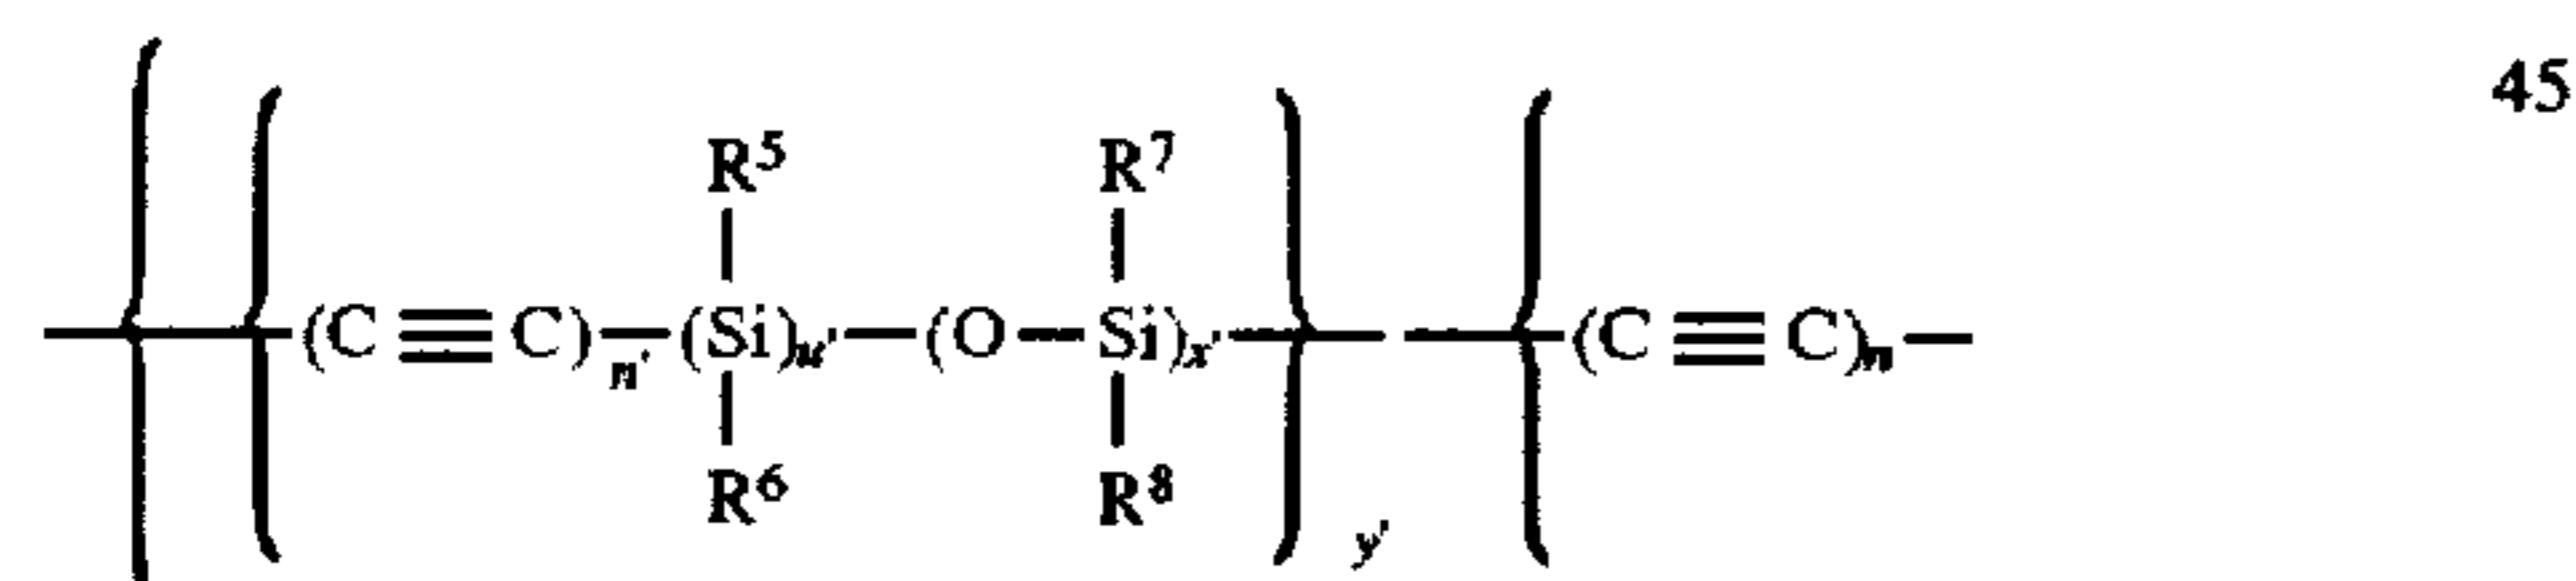 45
R⁵ R⁷
(C≡C)n' — (Si)u' — (O—Si)x' (C≡C)n —
R⁶ R⁸
y'